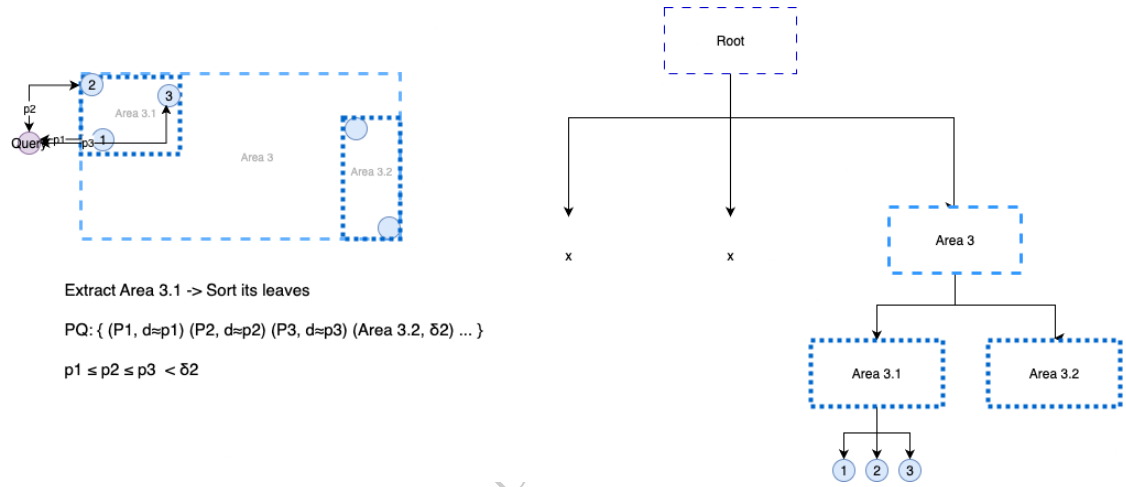 Root
2
3
Area 3.1
p2
Query
p1
p3
1
Area 3
Area 3.2
x
x
Area 3
Extract Area 3.1 -> Sort its leaves
PQ: { (P1, d≈p1) (P2, d≈p2) (P3, d≈p3) (Area 3.2, δ2) ... }
p1 ≤ p2 ≤ p3 < δ2
Area 3.1
Area 3.2
1
2
3